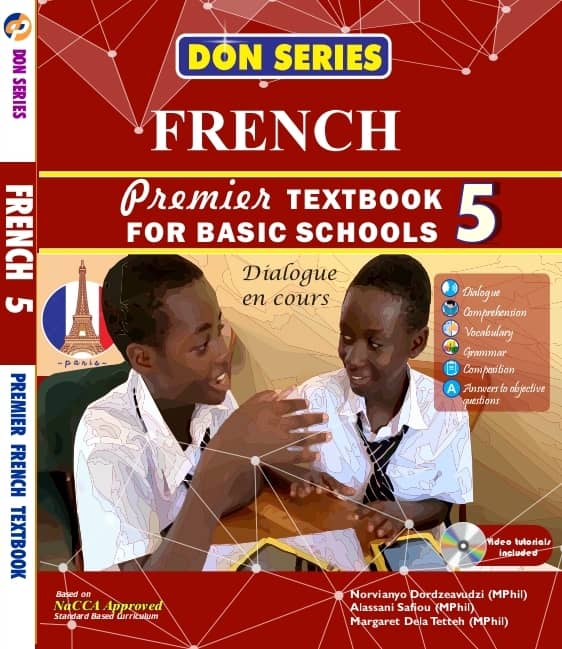 DON SERIES
FRENCH 5
PREMIER FRENCH TEXTBOOK
DON SERIES
FRENCH
Premier TEXTBOOK
FOR BASIC SCHOOLS 5
Dialogue
en cours
-paris-
Dialogue
Comprehension
Vocabulary
Grammar
Composition
A Answers to objective
questions
Video tutorials
included
Based on
NaCCA Approved
Standard Based Curriculum
Norvianyo Dordzeavudzi (MPhil)
Alassani Safiou (MPhil)
Margaret Dela Tetteh (MPhil)